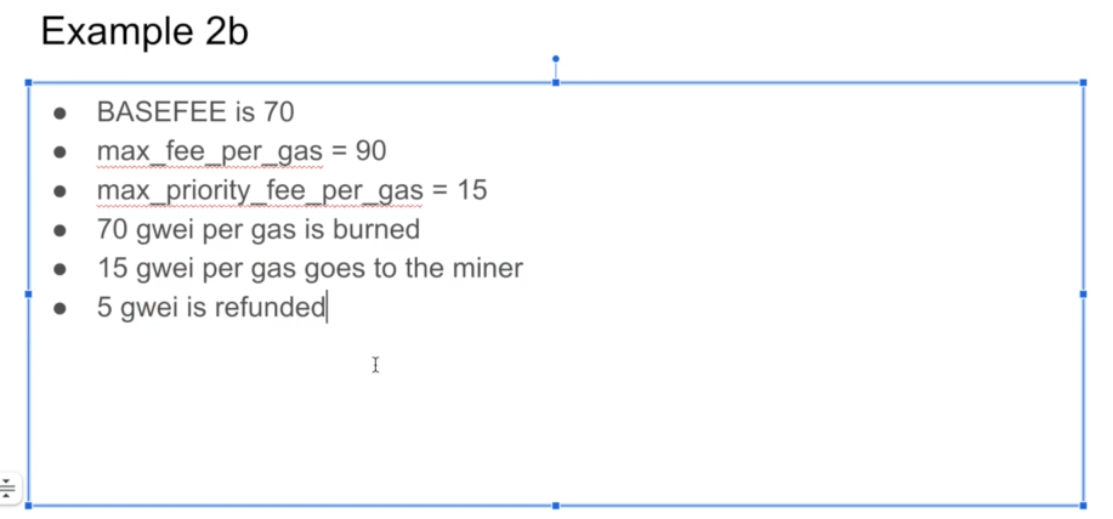 Example 2b
● BASEFEE is 70
● max_fee_per_gas = 90
● max_priority_fee_per_gas = 15
● 70 gwei per gas is burned
● 15 gwei per gas goes to the miner
● 5 gwei is refunded